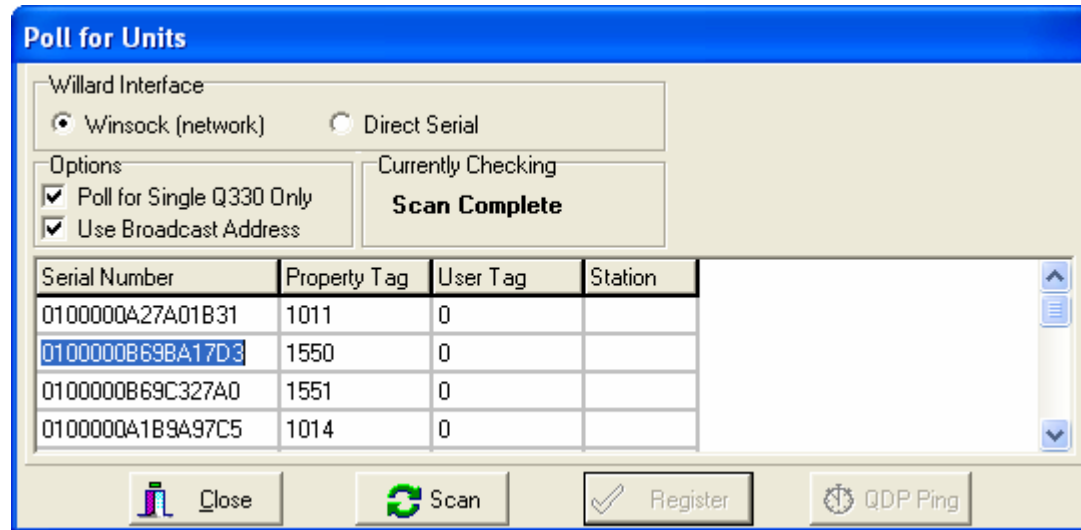 Poll for Units
Willard Interface
Winsock (network) Direct Serial
Options Currently Checking
Poll for Single Q330 Only Scan Complete
Use Broadcast Address
Serial Number Property Tag User Tag Station
0100000A27A01B31 1011 0
0100000B69BA17D3 1550 0
0100000B69C327A0 1551 0
0100000A1B9A97C5 1014 0
Close Scan Register QDP Ping